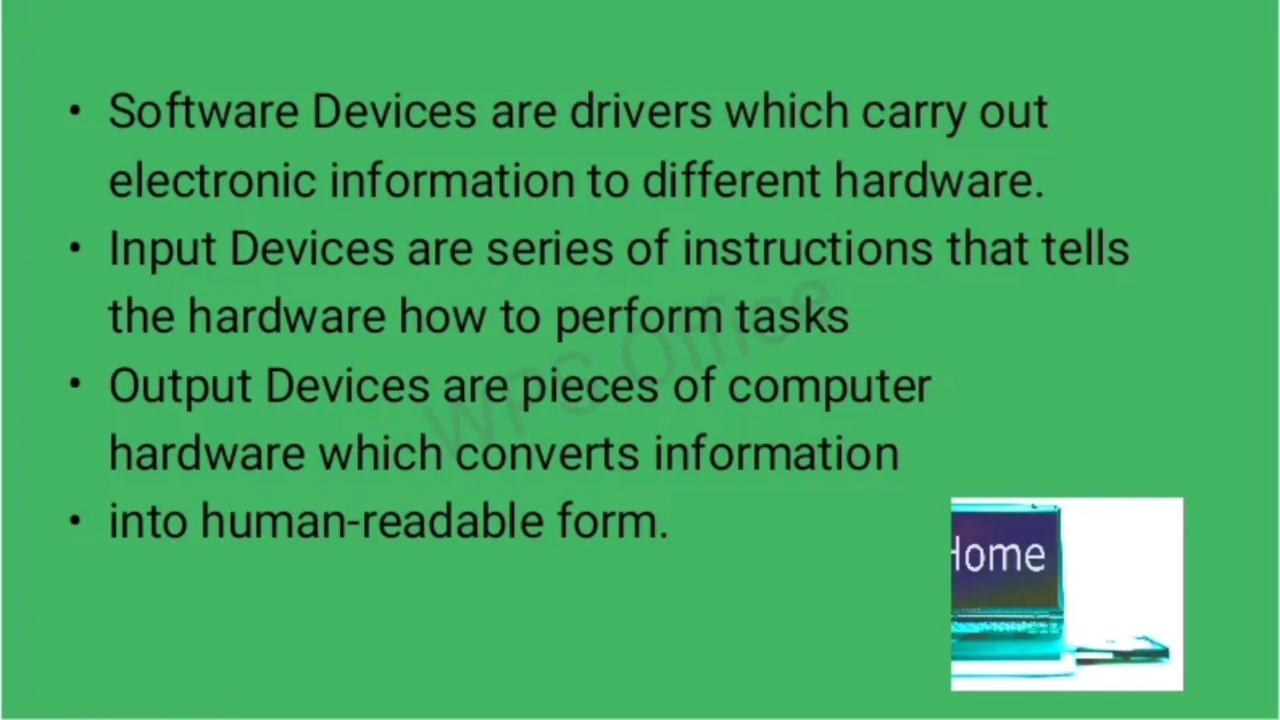 • Software Devices are drivers which carry out
electronic information to different hardware.
• Input Devices are series of instructions that tells
the hardware how to perform tasks
• Output Devices are pieces of computer
hardware which converts information
• into human-readable form.
WPS Office
Home